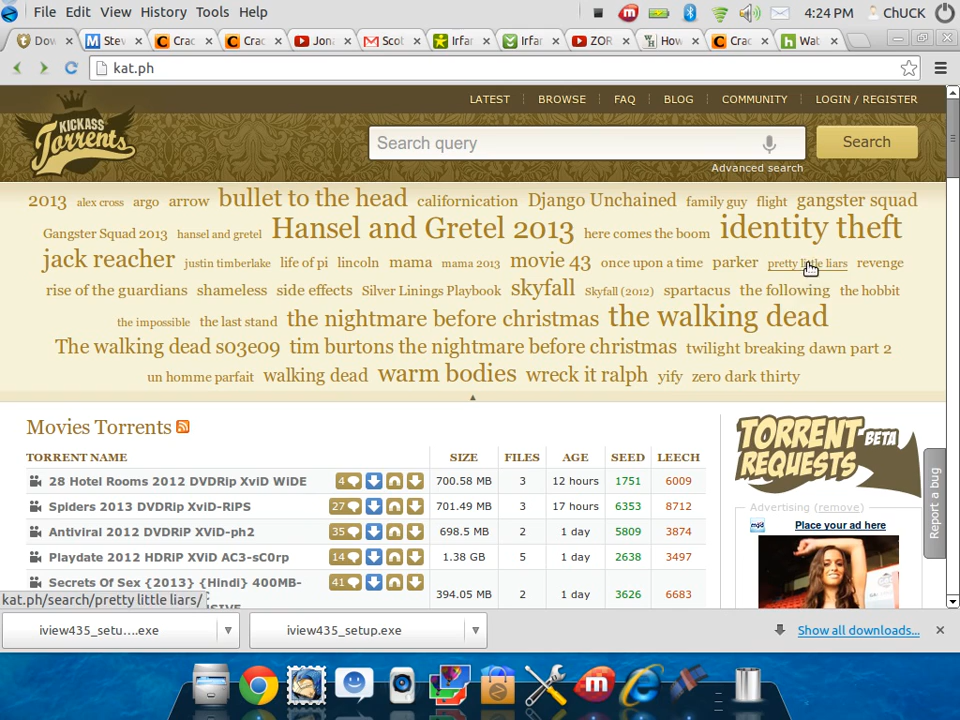 File Edit View History Tools Help 4:24 PM ChUCK
Dow Stev Crac Crac Jona Scot Irfar Irfar ZOR How Crac Wat
kat.ph
LATEST BROWSE FAQ BLOG COMMUNITY LOGIN / REGISTER
KICKASS
Torrents
Search query Search
Advanced search
2013 alex cross argo arrow bullet to the head californication Django Unchained family guy flight gangster squad
Gangster Squad 2013 hansel and gretel Hansel and Gretel 2013 here comes the boom identity theft
jack reacher justin timberlake life of pi lincoln mama mama 2013 movie 43 once upon a time parker pretty little liars revenge
rise of the guardians shameless side effects Silver Linings Playbook skyfall Skyfall (2012) spartacus the following the hobbit
the impossible the last stand the nightmare before christmas the walking dead
The walking dead s03e09 tim burtons the nightmare before christmas twilight breaking dawn part 2
un homme parfait walking dead warm bodies wreck it ralph yify zero dark thirty
Movies Torrents
TORRENT NAME SIZE FILES AGE SEED LEECH
28 Hotel Rooms 2012 DVDRip XviD WiDE 4 700.58 MB 3 12 hours 1751 6009
Spiders 2013 DVDRip XviD-RiPS 27 701.49 MB 3 17 hours 6353 8712
Antiviral 2012 DVDRiP XViD-ph2 35 698.5 MB 2 1 day 5809 3874
Playdate 2012 HDRiP XViD AC3-sC0rp 14 1.38 GB 5 1 day 2638 3497
Secrets Of Sex {2013} {Hindi} 400MB- 41 394.05 MB 2 1 day 3626 6683
TORRENT BETA
REQUESTS
Advertising (remove)
Place your ad here
Report a bug
kat.ph/search/pretty little liars/
iview435_setu....exe iview435_setup.exe Show all downloads...